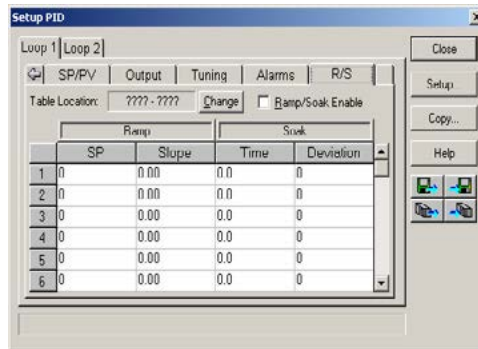 Setup PID
Loop 1 Loop 2
Close
SP/PV Output Tuning Alarms R/S
Setup
Table Location: ???? - ???? Change Ramp/Soak Enable
Copy...
Ramp Soak
Help
SP Slope Time Deviation
1 0 0.00 0.0 0
2 0 0.00 0.0 0
3 0 0.00 0.0 0
4 0 0.00 0.0 0
5 0 0.00 0.0 0
6 0 0.00 0.0 0